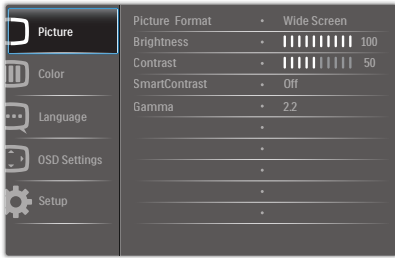 Picture
Color
Language
OSD Settings
Setup
Picture Format • Wide Screen
Brightness • 100
Contrast • 50
SmartContrast • Off
Gamma • 2.2
•
•
•
•
•